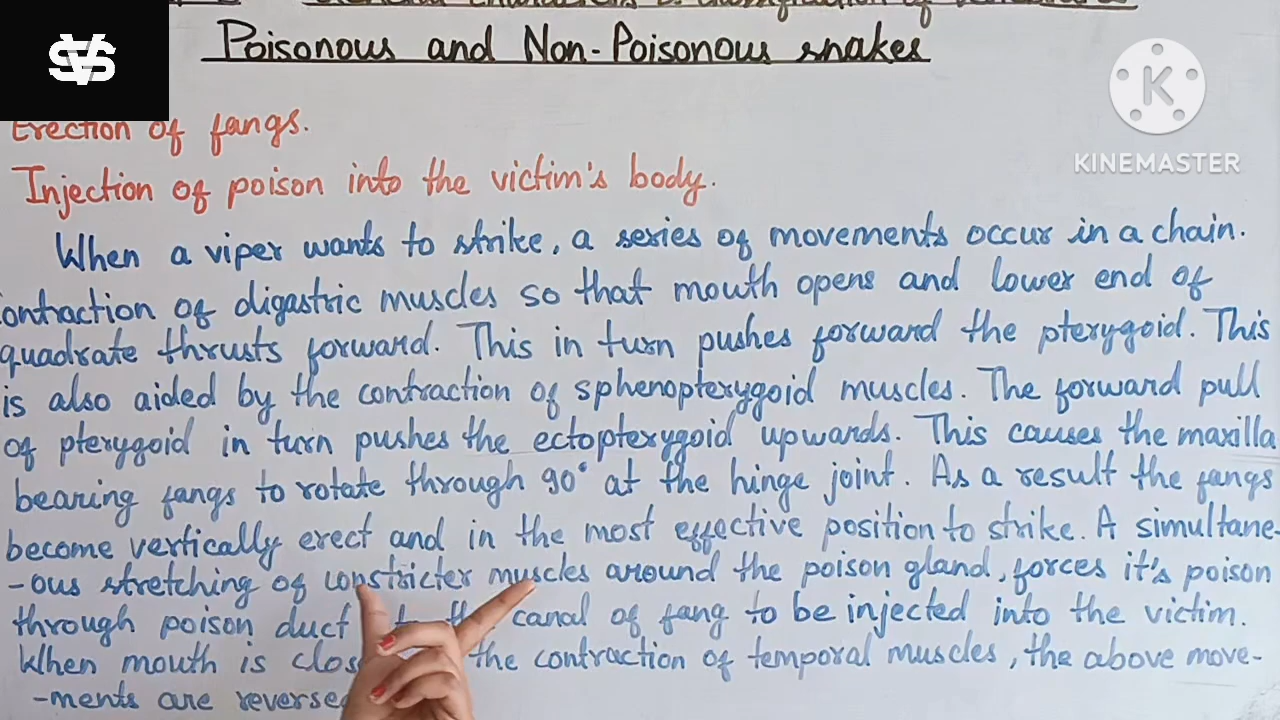 Poisonous and Non-Poisonous snakes
SVS
KINEMASTER
Erection of fangs.
Injection of poison into the victim's body.
When a viper wants to strike, a series of movements occur in a chain.
ontraction of digastric muscles so that mouth opens and lower end of
quadrate thrusts forward. This in turn pushes forward the pterygoid. This
is also aided by the contraction of sphenopterygoid muscles. The forward pull
of pterygoid in turn pushes the ectopterygoid upwards. This causes the maxilla
bearing fangs to rotate through 90° at the hinge joint. As a result the fangs
become vertically erect and in the most effective position to strike. A simultane-
-ous stretching of constricter muscles around the poison gland, forces it's poison
through poison duct canal of fang to be injected into the victim.
When mouth is clos the contraction of temporal muscles, the above move-
-ments are reverse